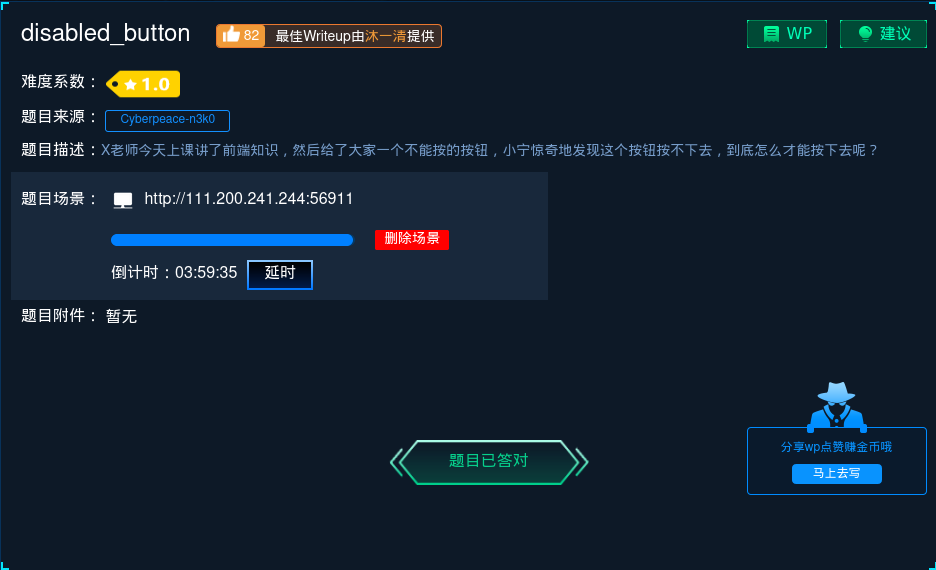 disabled_button 82 最佳Writeup由沐一清提供 WP 建议
难度系数： 1.0
题目来源： Cyberpeace-n3k0
题目描述：X老师今天上课讲了前端知识，然后给了大家一个不能按的按钮，小宁惊奇地发现这个按钮按不下去，到底怎么才能按下去呢？
题目场景： http://111.200.241.244:56911
删除场景
倒计时：03:59:35 延时
题目附件： 暂无
题目已答对
分享wp点赞赚金币哦
马上去写